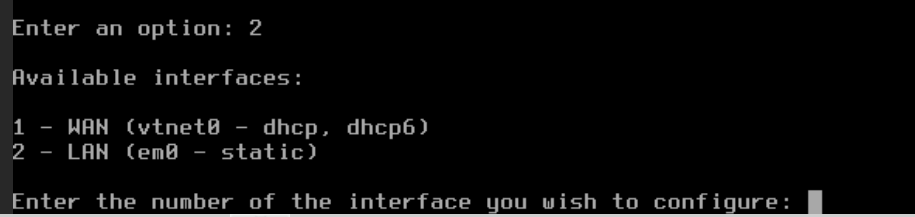 Enter an option: 2
Available interfaces:
1 - WAN (vtnet0 - dhcp, dhcp6)
2 - LAN (em0 - static)
Enter the number of the interface you wish to configure: